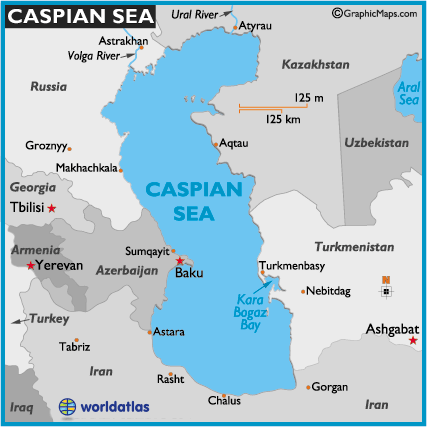 CASPIAN SEA
Ural River
Atyrau
© GraphicMaps.com
Astrakhan
Volga River
Kazakhstan
Russia
125 m
125 km
Aral
Sea
Groznyy
Aqtau
Uzbekistan
Makhachkala
CASPIAN
SEA
Georgia
Tbilisi
Armenia
Yerevan
Sumqayit
Azerbaijan
Baku
Turkmenistan
Turkmenbasy
Kara
Bogaz
Bay
Nebitdag
N
Turkey
Astara
Ashgabat
Tabriz
Iran
Rasht
Chalus
Gorgan
Iran
Iraq
worldatlas